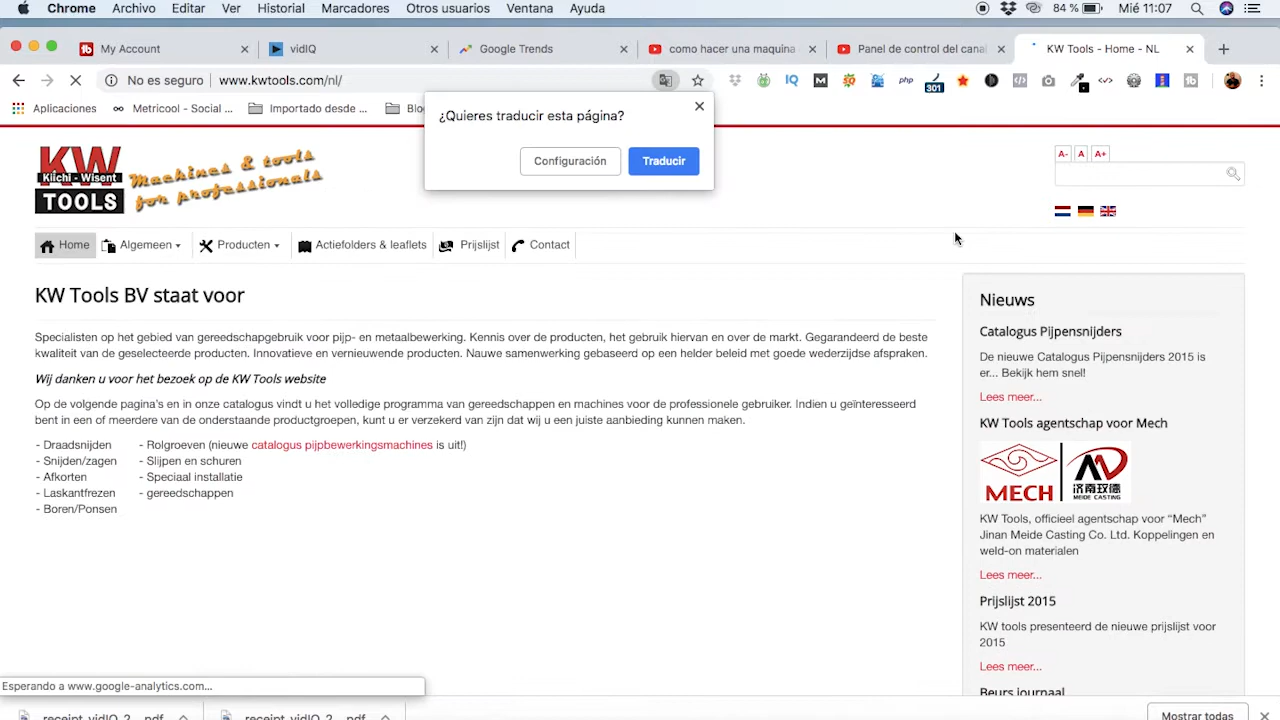 Chrome Archivo Editar Ver Historial Marcadores Otros usuarios Ventana Ayuda 84 % Mié 11:07
My Account vidIQ Google Trends como hacer una maquina Panel de control del canal KW Tools - Home - NL
No es seguro www.kwtools.com/nl/ IQ M php 301
Aplicaciones Metricool - Social ... Importado desde ... Blo
¿Quieres traducir esta página?
Configuración Traducir
KW
Kiichi - Wisent
TOOLS
Machines & tools
for professionals
A- A A+
Home Algemeen Producten Actiefolders & leaflets Prijslijst Contact
KW Tools BV staat voor
Specialisten op het gebied van gereedschapgebruik voor pijp- en metaalbewerking. Kennis over de producten, het gebruik hiervan en over de markt. Gegarandeerd de beste
kwaliteit van de geselecteerde producten. Innovatieve en vernieuwende producten. Nauwe samenwerking gebaseerd op een helder beleid met goede wederzijdse afspraken.
Wij danken u voor het bezoek op de KW Tools website
Op de volgende pagina's en in onze catalogus vindt u het volledige programma van gereedschappen en machines voor de professionele gebruiker. Indien u geïnteresseerd
bent in een of meerdere van de onderstaande productgroepen, kunt u er verzekerd van zijn dat wij u een juiste aanbieding kunnen maken.
- Draadsnijden - Rolgroeven (nieuwe catalogus pijpbewerkingsmachines is uit!)
- Snijden/zagen - Slijpen en schuren
- Afkorten - Speciaal installatie
- Laskantfrezen - gereedschappen
- Boren/Ponsen
Nieuws
Catalogus Pijpensnijders
De nieuwe Catalogus Pijpensnijders 2015 is
er... Bekijk hem snel!
Lees meer...
KW Tools agentschap voor Mech
MECH 济南玫德
MEIDE CASTING
KW Tools, officieel agentschap voor “Mech”
Jinan Meide Casting Co. Ltd. Koppelingen en
weld-on materialen
Lees meer...
Prijslijst 2015
KW tools presenteerd de nieuwe prijslijst voor
2015
Lees meer...
Beurs journaal
Esperando a www.google-analytics.com...
receipt_vidIQ_2....pdf receipt_vidIQ_2....pdf Mostrar todas